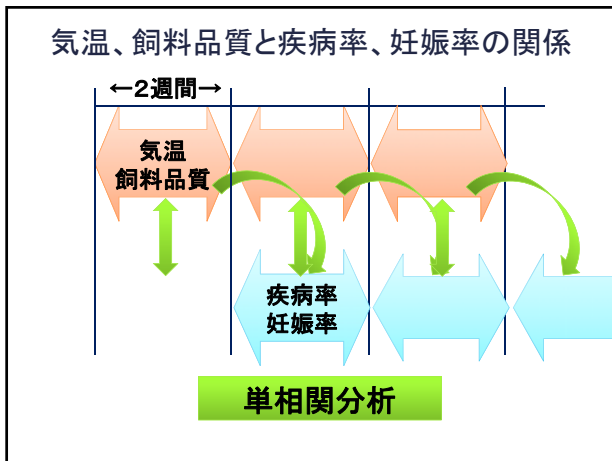 気温、飼料品質と疾病率、妊娠率の関係
←２週間→
気温
飼料品質
疾病率
妊娠率
単相関分析